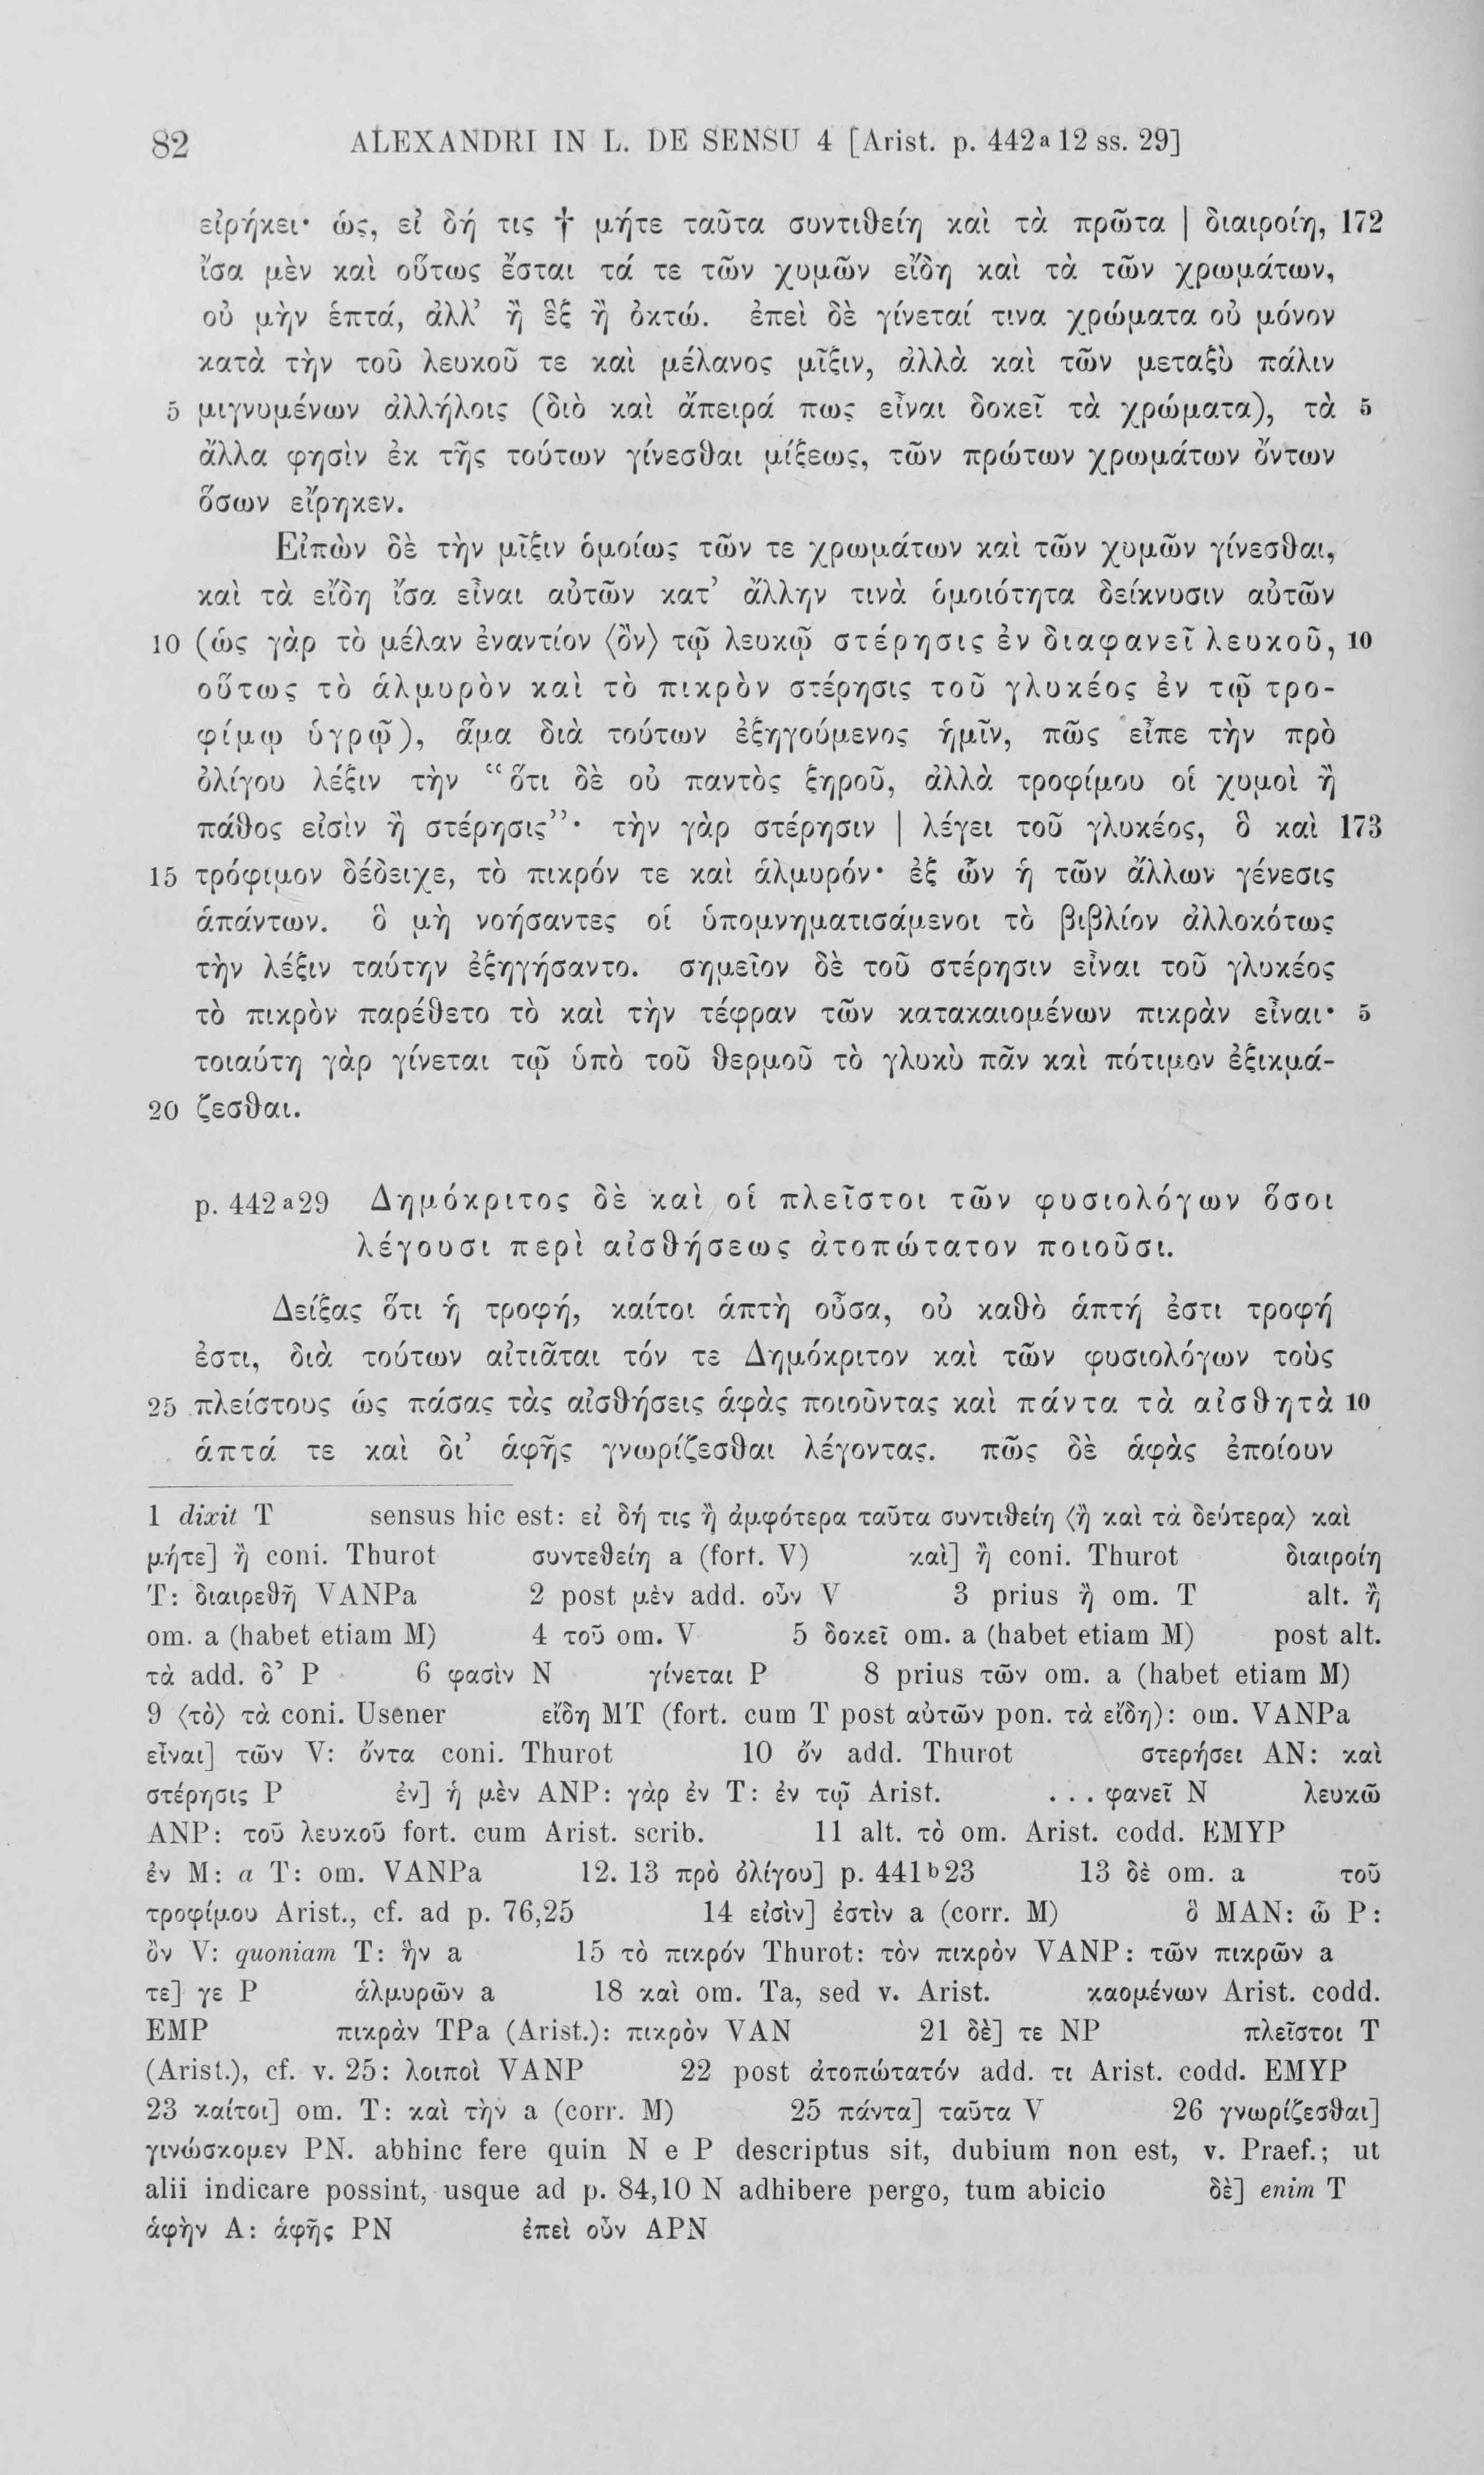 82 ALEXANDRI IN L. DE SENSU 4 [Arist. p. 442ᵃ12 ss. 29]
εἰρήκει· ὡς, εἰ δή τις † μήτε ταῦτα συντιθείη καὶ τὰ πρῶτα | διαιροίη, 172
ἴσα μὲν καὶ οὕτως ἔσται τά τε τῶν χυμῶν εἴδη καὶ τὰ τῶν χρωμάτων,
οὐ μὴν ἑπτά, ἀλλ’ ἢ ἓξ ἢ ὀκτώ. ἐπεὶ δὲ γίνεταί τινα χρώματα οὐ μόνον
κατὰ τὴν τοῦ λευκοῦ τε καὶ μέλανος μῖξιν, ἀλλὰ καὶ τῶν μεταξὺ πάλιν
5 μιγνυμένων ἀλλήλοις (διὸ καὶ ἄπειρά πως εἶναι δοκεῖ τὰ χρώματα), τὰ 5
ἄλλα φησὶν ἐκ τῆς τούτων γίνεσθαι μίξεως, τῶν πρώτων χρωμάτων ὄντων
ὅσων εἴρηκεν.
Εἰπὼν δὲ τὴν μῖξιν ὁμοίως τῶν τε χρωμάτων καὶ τῶν χυμῶν γίνεσθαι,
καὶ τὰ εἴδη ἴσα εἶναι αὐτῶν κατ’ ἄλλην τινὰ ὁμοιότητα δείκνυσιν αὐτῶν
10 (ὡς γὰρ τὸ μέλαν ἐναντίον ⟨ὂν⟩ τῷ λευκῷ στέρησις ἐν διαφανεῖ λευκοῦ, 10
οὕτως τὸ ἁλμυρὸν καὶ τὸ πικρὸν στέρησις τοῦ γλυκέος ἐν τῷ τρο-
φίμῳ ὑγρῷ), ἅμα διὰ τούτων ἐξηγούμενος ἡμῖν, πῶς εἶπε τὴν πρὸ
ὀλίγου λέξιν τὴν “ὅτι δὲ οὐ παντὸς ξηροῦ, ἀλλὰ τροφίμου οἱ χυμοὶ ἢ
πάθος εἰσὶν ἢ στέρησις”· τὴν γὰρ στέρησιν | λέγει τοῦ γλυκέος, ὃ καὶ 173
15 τρόφιμον δέδειχε, τὸ πικρόν τε καὶ ἁλμυρόν· ἐξ ὧν ἡ τῶν ἄλλων γένεσις
ἁπάντων. ὃ μὴ νοήσαντες οἱ ὑπομνηματισάμενοι τὸ βιβλίον ἀλλοκότως
τὴν λέξιν ταύτην ἐξηγήσαντο. σημεῖον δὲ τοῦ στέρησιν εἶναι τοῦ γλυκέος
τὸ πικρὸν παρέθετο τὸ καὶ τὴν τέφραν τῶν κατακαιομένων πικρὰν εἶναι· 5
τοιαύτη γὰρ γίνεται τῷ ὑπὸ τοῦ θερμοῦ τὸ γλυκὺ πᾶν καὶ πότιμον ἐξικμά-
20 ζεσθαι.
p. 442ᵃ29 Δημόκριτος δὲ καὶ οἱ πλεῖστοι τῶν φυσιολόγων ὅσοι
λέγουσι περὶ αἰσθήσεως ἀτοπώτατον ποιοῦσι.
Δείξας ὅτι ἡ τροφή, καίτοι ἁπτὴ οὖσα, οὐ καθὸ ἁπτή ἐστι τροφή
ἐστι, διὰ τούτων αἰτιᾶται τόν τε Δημόκριτον καὶ τῶν φυσιολόγων τοὺς
25 πλείστους ὡς πάσας τὰς αἰσθήσεις ἁφὰς ποιοῦντας καὶ πάντα τὰ αἰσθητὰ 10
ἁπτά τε καὶ δι’ ἁφῆς γνωρίζεσθαι λέγοντας. πῶς δὲ ἁφὰς ἐποίουν
1 dixit T sensus hic est: εἰ δή τις ἢ ἀμφότερα ταῦτα συντιθείη ⟨ἢ καὶ τὰ δεύτερα⟩ καὶ
μήτε] ἢ coni. Thurot συντεθείη a (fort. V) καὶ] ἢ coni. Thurot διαιροίη
T: διαιρεθῇ VANPa 2 post μὲν add. οὖν V 3 prius ἢ om. T alt. ἢ
om. a (habet etiam M) 4 τοῦ om. V 5 δοκεῖ om. a (habet etiam M) post alt.
τὰ add. δ’ P 6 φασὶν N γίνεται P 8 prius τῶν om. a (habet etiam M)
9 ⟨τὸ⟩ τὰ coni. Usener εἴδη MT (fort. cum T post αὐτῶν pon. τὰ εἴδη): om. VANPa
εἶναι] τῶν V: ὄντα coni. Thurot 10 ὄν add. Thurot στερήσει AN: καὶ
στέρησις P ἐν] ἡ μὲν ANP: γὰρ ἐν T: ἐν τῷ Arist. ... φανεῖ N λευκῶ
ANP: τοῦ λευκοῦ fort. cum Arist. scrib. 11 alt. τὸ om. Arist. codd. EMYP
ἐν M: a T: om. VANPa 12. 13 πρὸ ὀλίγου] p. 441ᵇ23 13 δὲ om. a τοῦ
τροφίμου Arist., cf. ad p. 76,25 14 εἰσὶν] ἐστὶν a (corr. M) ὃ MAN: ὧ P:
ὃν V: quoniam T: ἣν a 15 τὸ πικρόν Thurot: τὸν πικρὸν VANP: τῶν πικρῶν a
τε] γε P ἁλμυρῶν a 18 καὶ om. Ta, sed v. Arist. καομένων Arist. codd.
EMP πικρὰν TPa (Arist.): πικρὸν VAN 21 δὲ] τε NP πλεῖστοι T
(Arist.), cf. v. 25: λοιποὶ VANP 22 post ἀτοπώτατόν add. τι Arist. codd. EMYP
23 καίτοι] om. T: καὶ τὴν a (corr. M) 25 πάντα] ταῦτα V 26 γνωρίζεσθαι]
γινώσκομεν PN. abhinc fere quin N e P descriptus sit, dubium non est, v. Praef.; ut
alii indicare possint, usque ad p. 84,10 N adhibere pergo, tum abicio δὲ] enim T
ἁφὴν A: ἁφῆς PN ἐπεὶ οὖν APN